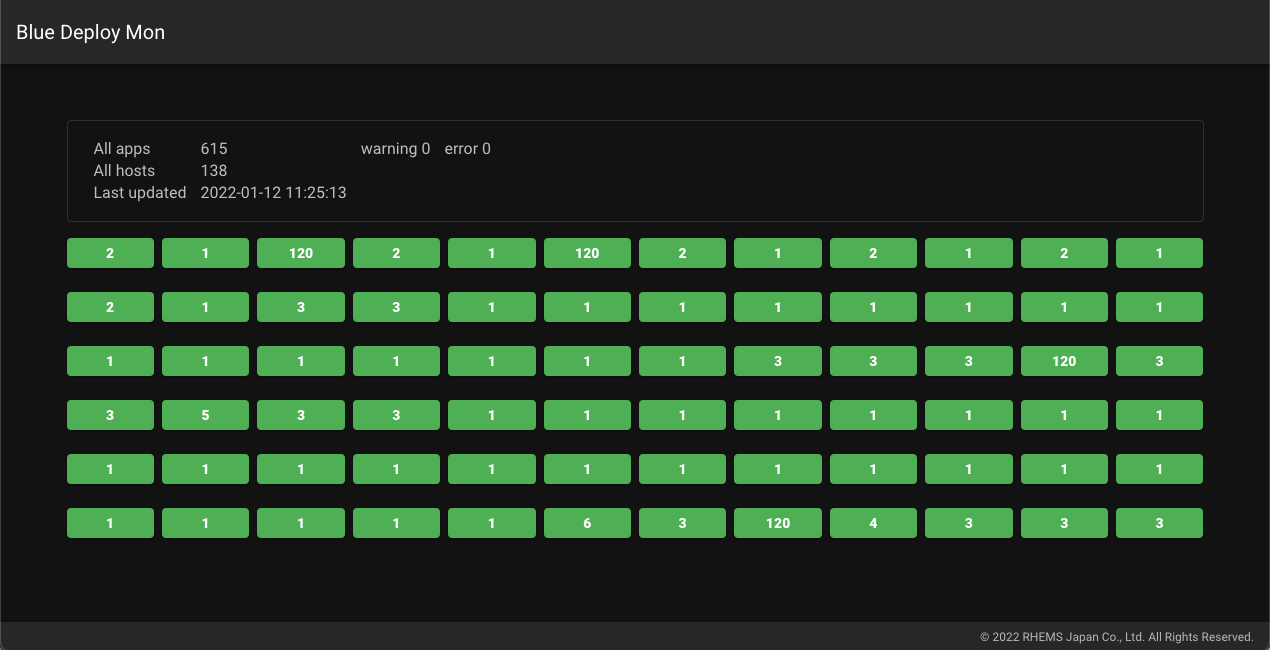 Blue Deploy Mon
All apps 615 warning 0 error 0
All hosts 138
Last updated 2022-01-12 11:25:13
2 1 120 2 1 120 2 1 2 1 2 1
2 1 3 3 1 1 1 1 1 1 1 1
1 1 1 1 1 1 1 3 3 3 120 3
3 5 3 3 1 1 1 1 1 1 1 1
1 1 1 1 1 1 1 1 1 1 1 1
1 1 1 1 1 6 3 120 4 3 3 3
© 2022 RHEMS Japan Co., Ltd. All Rights Reserved.